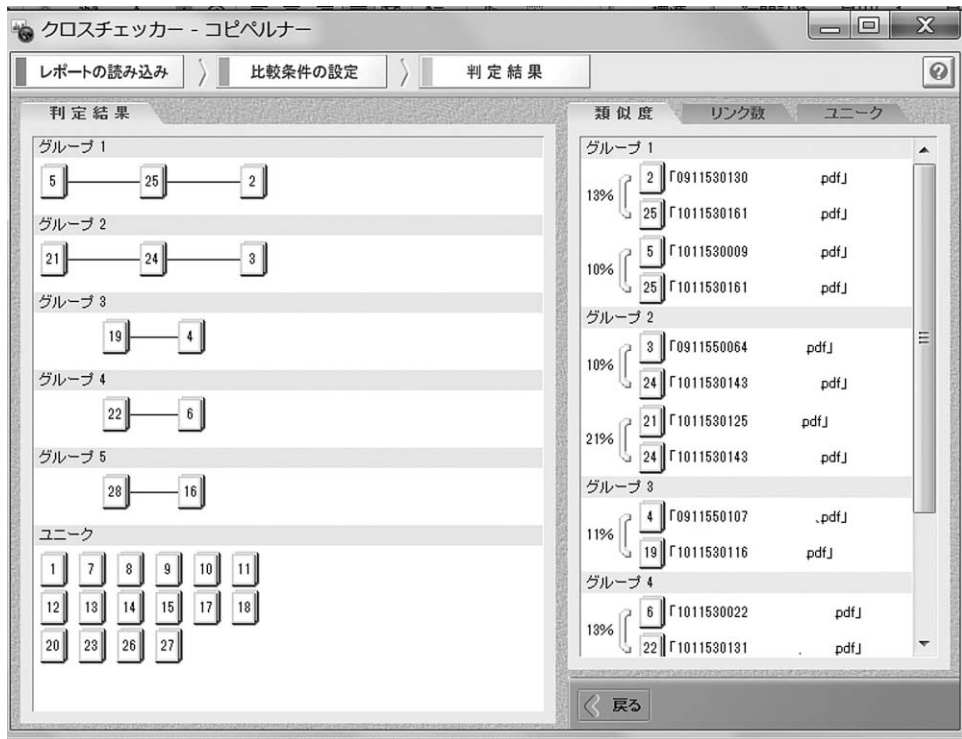 クロスチェッカー - コピペルナー
レポートの読み込み 比較条件の設定 判定結果
判定結果
グループ 1
5 25 2
グループ 2
21 24 3
グループ 3
19 4
グループ 4
22 6
グループ 5
28 16
ユニーク
1 7 8 9 10 11
12 13 14 15 17 18
20 23 26 27
類似度 リンク数 ユニーク
グループ 1
13%
2 「0911530130 pdf」
25 「1011530161 pdf」
10%
5 「1011530009 pdf」
25 「1011530161 pdf」
グループ 2
10%
3 「0911550064 pdf」
24 「1011530143 pdf」
21%
21 「1011530125 pdf」
24 「1011530143 pdf」
グループ 3
11%
4 「0911550107 .pdf」
19 「1011530116 pdf」
グループ 4
13%
6 「1011530022 pdf」
22 「1011530131 . pdf」
戻る